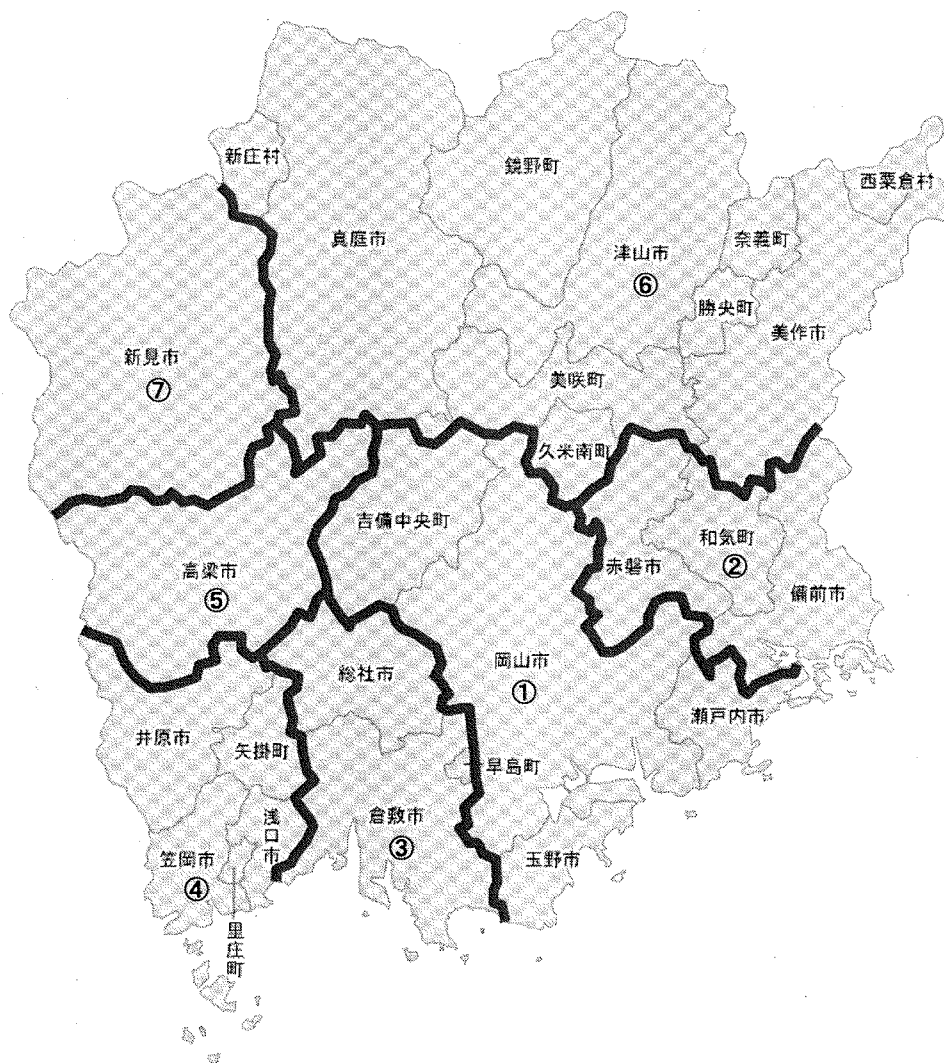 新庄村
鏡野町
西粟倉村
真庭市
奈義町
津山市
⑥
勝央町
美作市
新見市
⑦
美咲町
久米南町
吉備中央町
和気町
②
赤磐市
高梁市
⑤
備前市
岡山市
①
総社市
瀬戸内市
井原市
矢掛町
早島町
浅口市
倉敷市
③
玉野市
笠岡市
④
里庄町